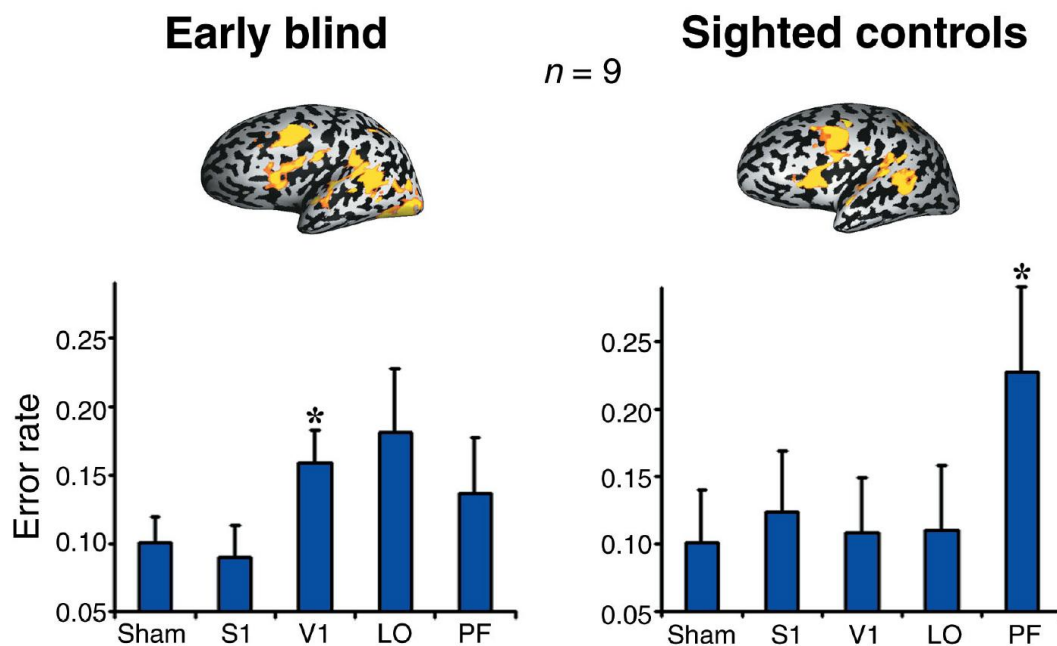 Early blind
Sighted controls
n = 9
*
*
Error rate
0.25
0.20
0.15
0.10
0.05
Sham S1 V1 LO PF
0.25
0.20
0.15
0.10
0.05
Sham S1 V1 LO PF